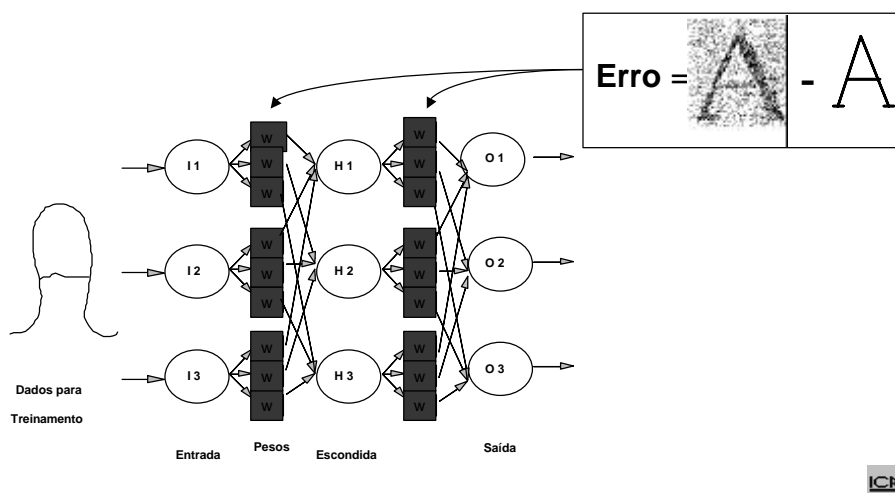 Erro = A - A
I 1
W
W
W
H 1
W
W
W
O 1
I 2
W
W
W
H 2
W
W
W
O 2
I 3
W
W
W
H 3
W
W
W
O 3
Dados para
Treinamento
Entrada
Pesos
Escondida
Saída